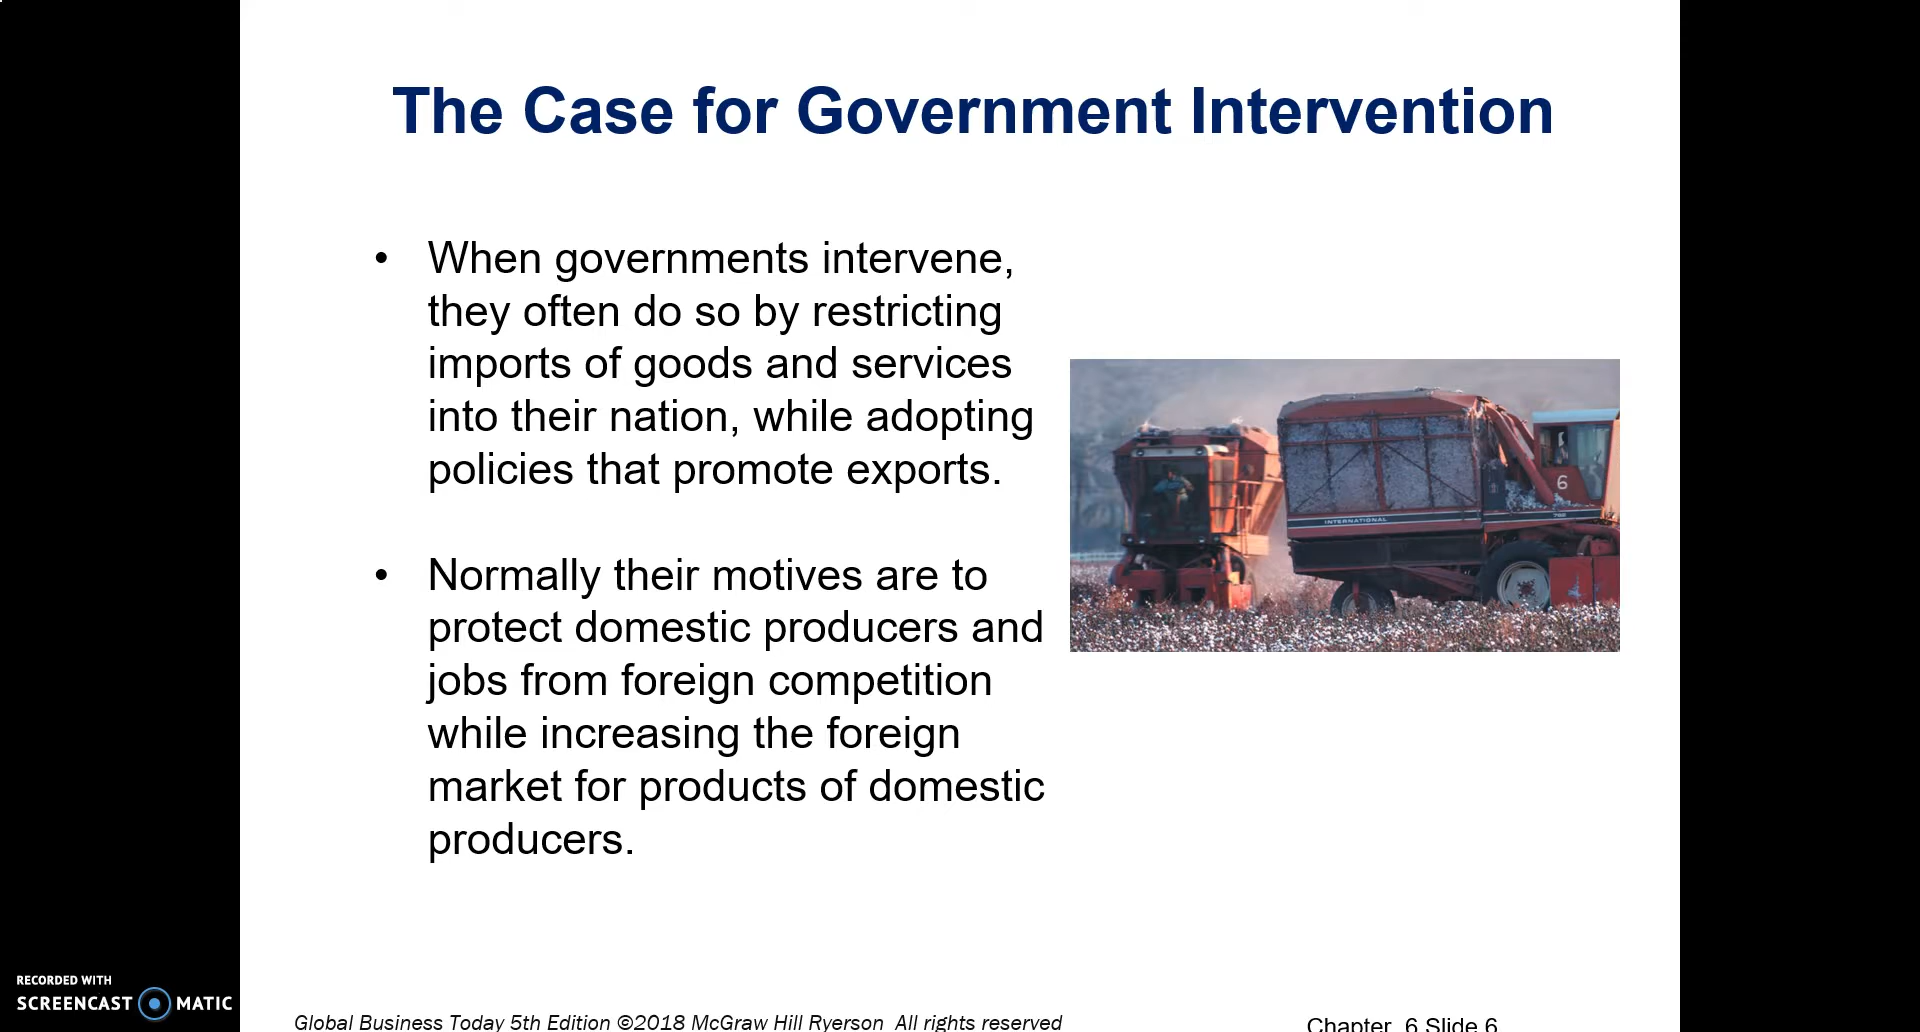 The Case for Government Intervention
• When governments intervene,
they often do so by restricting
imports of goods and services
into their nation, while adopting
policies that promote exports.
• Normally their motives are to
protect domestic producers and
jobs from foreign competition
while increasing the foreign
market for products of domestic
producers.
6
INTERNATIONAL
782
RECORDED WITH
SCREENCAST MATIC
Global Business Today 5th Edition ©2018 McGraw Hill Ryerson All rights reserved
Chapter 6 Slide 6